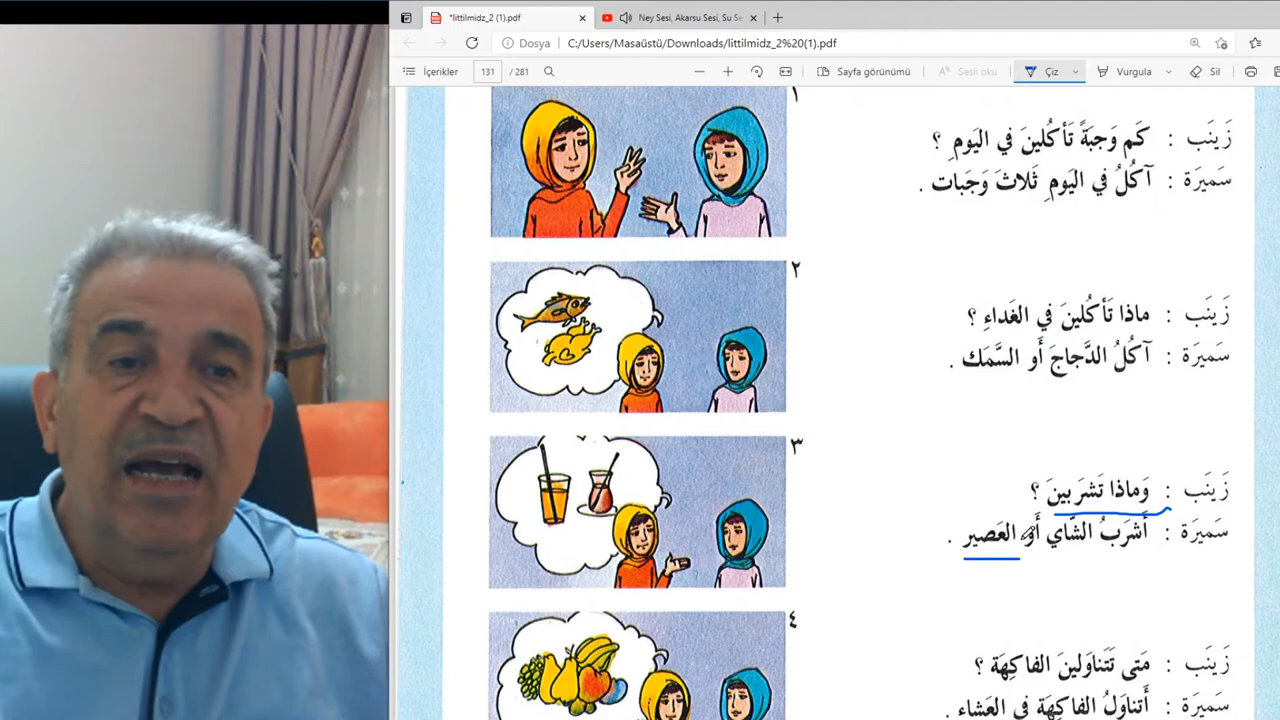 *littilmidz_2 (1).pdf
Ney Sesi, Akarsu Sesi, Su Se
Dosya
C:/Users/Masaüstü/Downloads/littilmidz_2%20(1).pdf
İçerikler
131 / 281
Sayfa görünümü
Sesli oku
Çiz
Vurgula
Sil
١
زَينَب : كَم وَجبَةً تَأكُلينَ في اليَومِ ؟
سَميرَة : آكُلُ في اليَومِ ثَلاثَ وَجَبات .
٢
زَينَب : ماذا تَأكُلينَ في الغَداءِ ؟
سَميرَة : آكُلُ الدَّجاجَ أَو السَّمَك .
٣
زَينَب : وَماذا تَشرَبينَ ؟
سَميرَة : أَشرَبُ الشّاي أَو العَصير .
٤
زَينَب : مَتى تَتَناوَلينَ الفاكِهَة ؟
سَميرَة : أَتَناوَلُ الفاكِهَة في العَشاء .